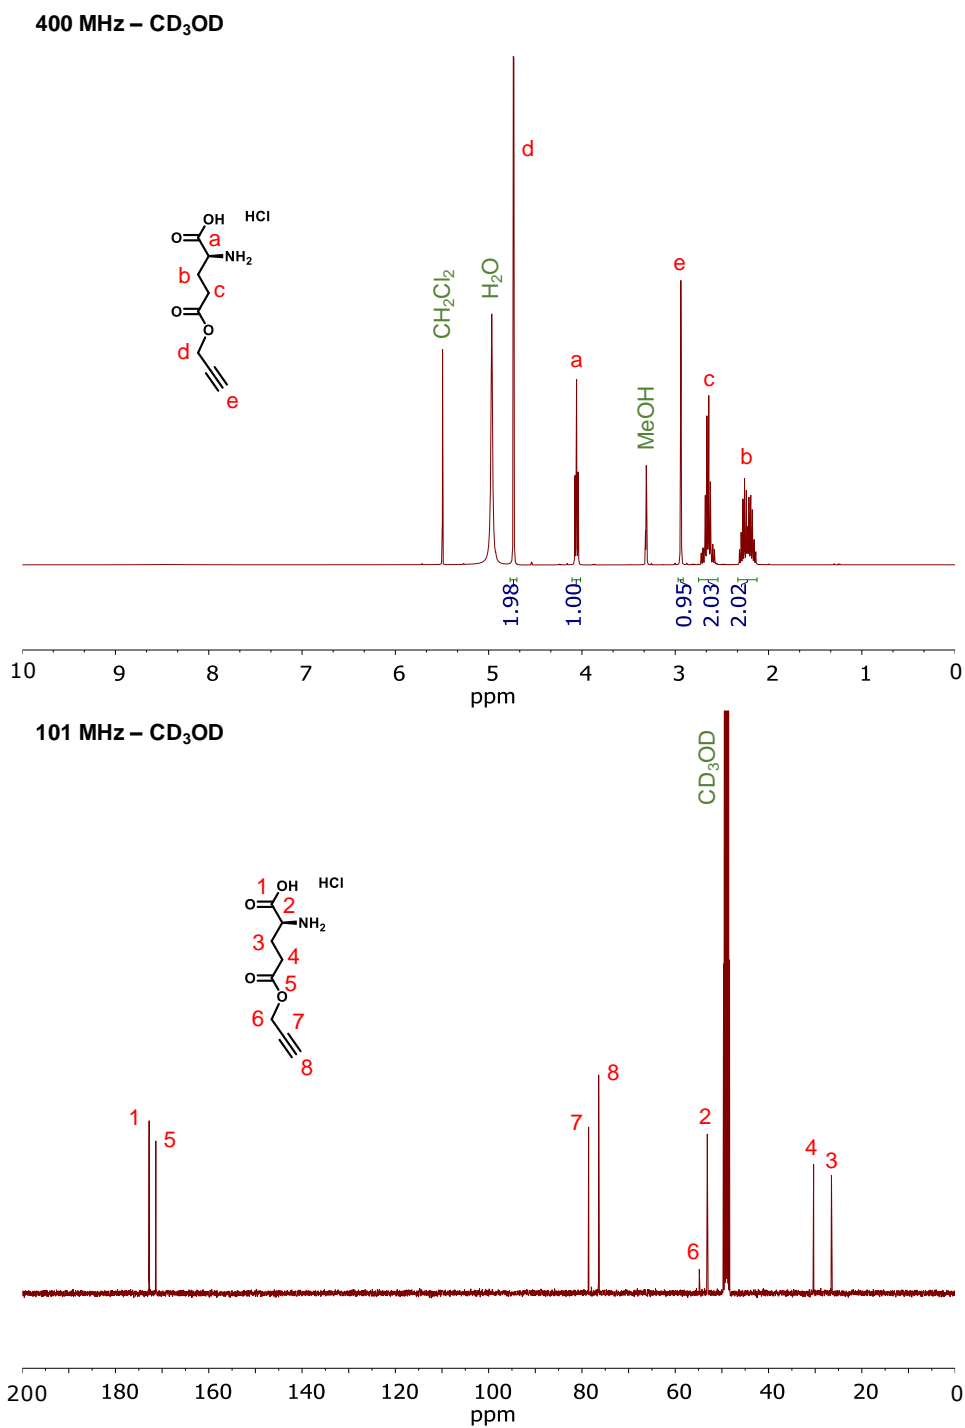 400 MHz – CD₃OD
d
OH HCl
O a
NH₂
b
c
O
O
d
e
CH₂Cl₂
H₂O
a
MeOH
e
c
b
1.98
1.00
0.95
2.03
2.02
10 9 8 7 6 5 4 3 2 1 0
ppm
101 MHz – CD₃OD
CD₃OD
1 OH HCl
O 2
NH₂
3
4
O
5
O
6 7
8
1
5
7
8
6
2
4
3
200 180 160 140 120 100 80 60 40 20 0
ppm